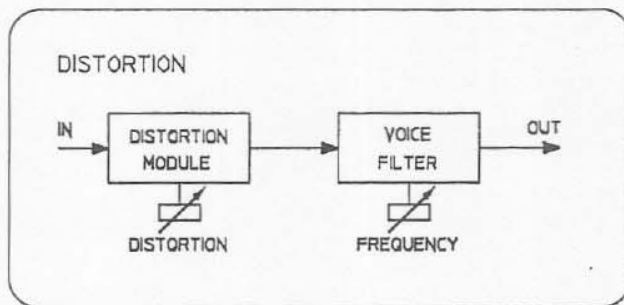 DISTORTION
IN
DISTORTION
MODULE
VOICE
FILTER
OUT
DISTORTION
FREQUENCY